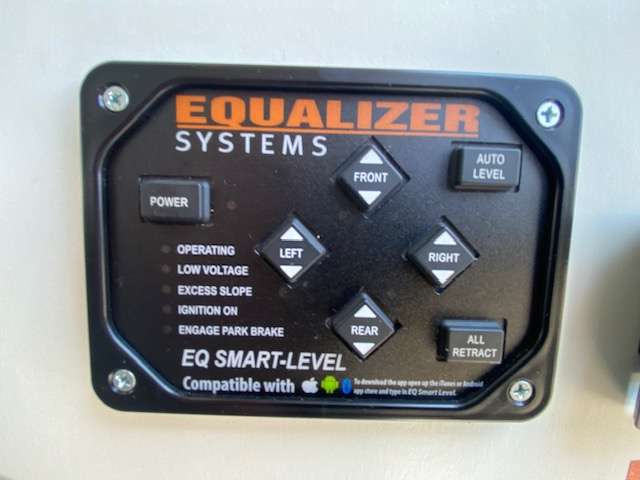 EQUALIZER
SYSTEMS
FRONT
AUTO
LEVEL
POWER
LEFT
RIGHT
OPERATING
LOW VOLTAGE
EXCESS SLOPE
IGNITION ON
ENGAGE PARK BRAKE
REAR
ALL
RETRACT
EQ SMART-LEVEL
Compatible with
To download the app open up the iTunes or Android
app store and type in EQ Smart Level.